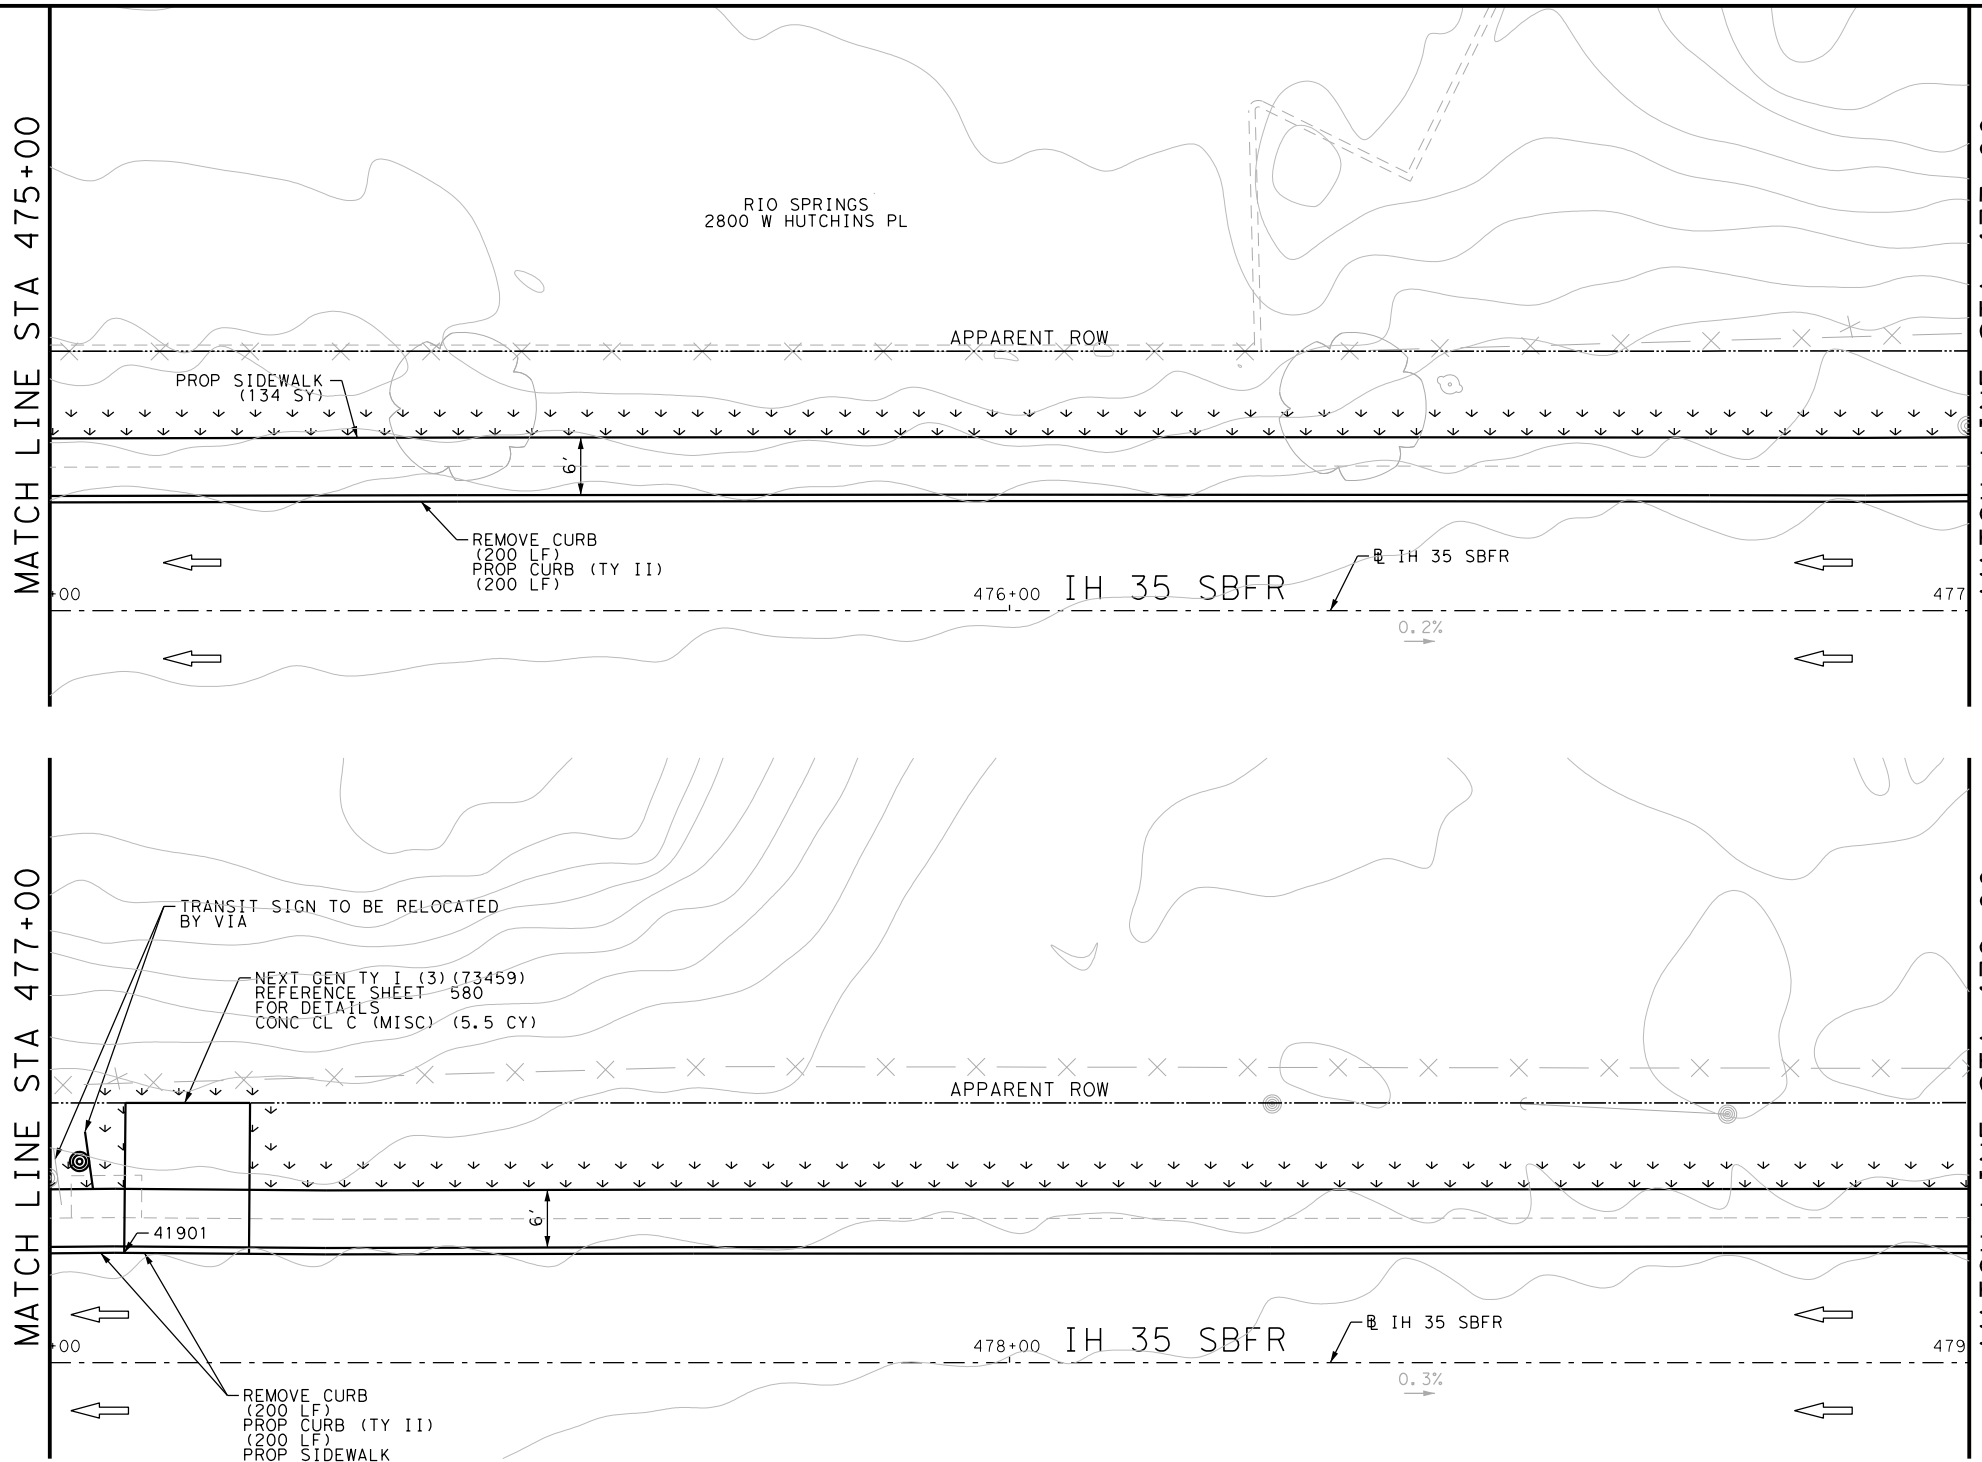 MATCH LINE STA 475+00
RIO SPRINGS
2800 W HUTCHINS PL
APPARENT ROW
PROP SIDEWALK
(134 SY)
6'
REMOVE CURB
(200 LF)
PROP CURB (TY II)
(200 LF)
IH 35 SBFR
+00
476+00
IH 35 SBFR
477
0.2%
MATCH LINE STA 477+00
TRANSIT SIGN TO BE RELOCATED
BY VIA
NEXT GEN TY I (3)(73459)
REFERENCE SHEET 580
FOR DETAILS
CONC CL C (MISC) (5.5 CY)
APPARENT ROW
6'
41901
IH 35 SBFR
+00
478+00
IH 35 SBFR
479
0.3%
REMOVE CURB
(200 LF)
PROP CURB (TY II)
(200 LF)
PROP SIDEWALK